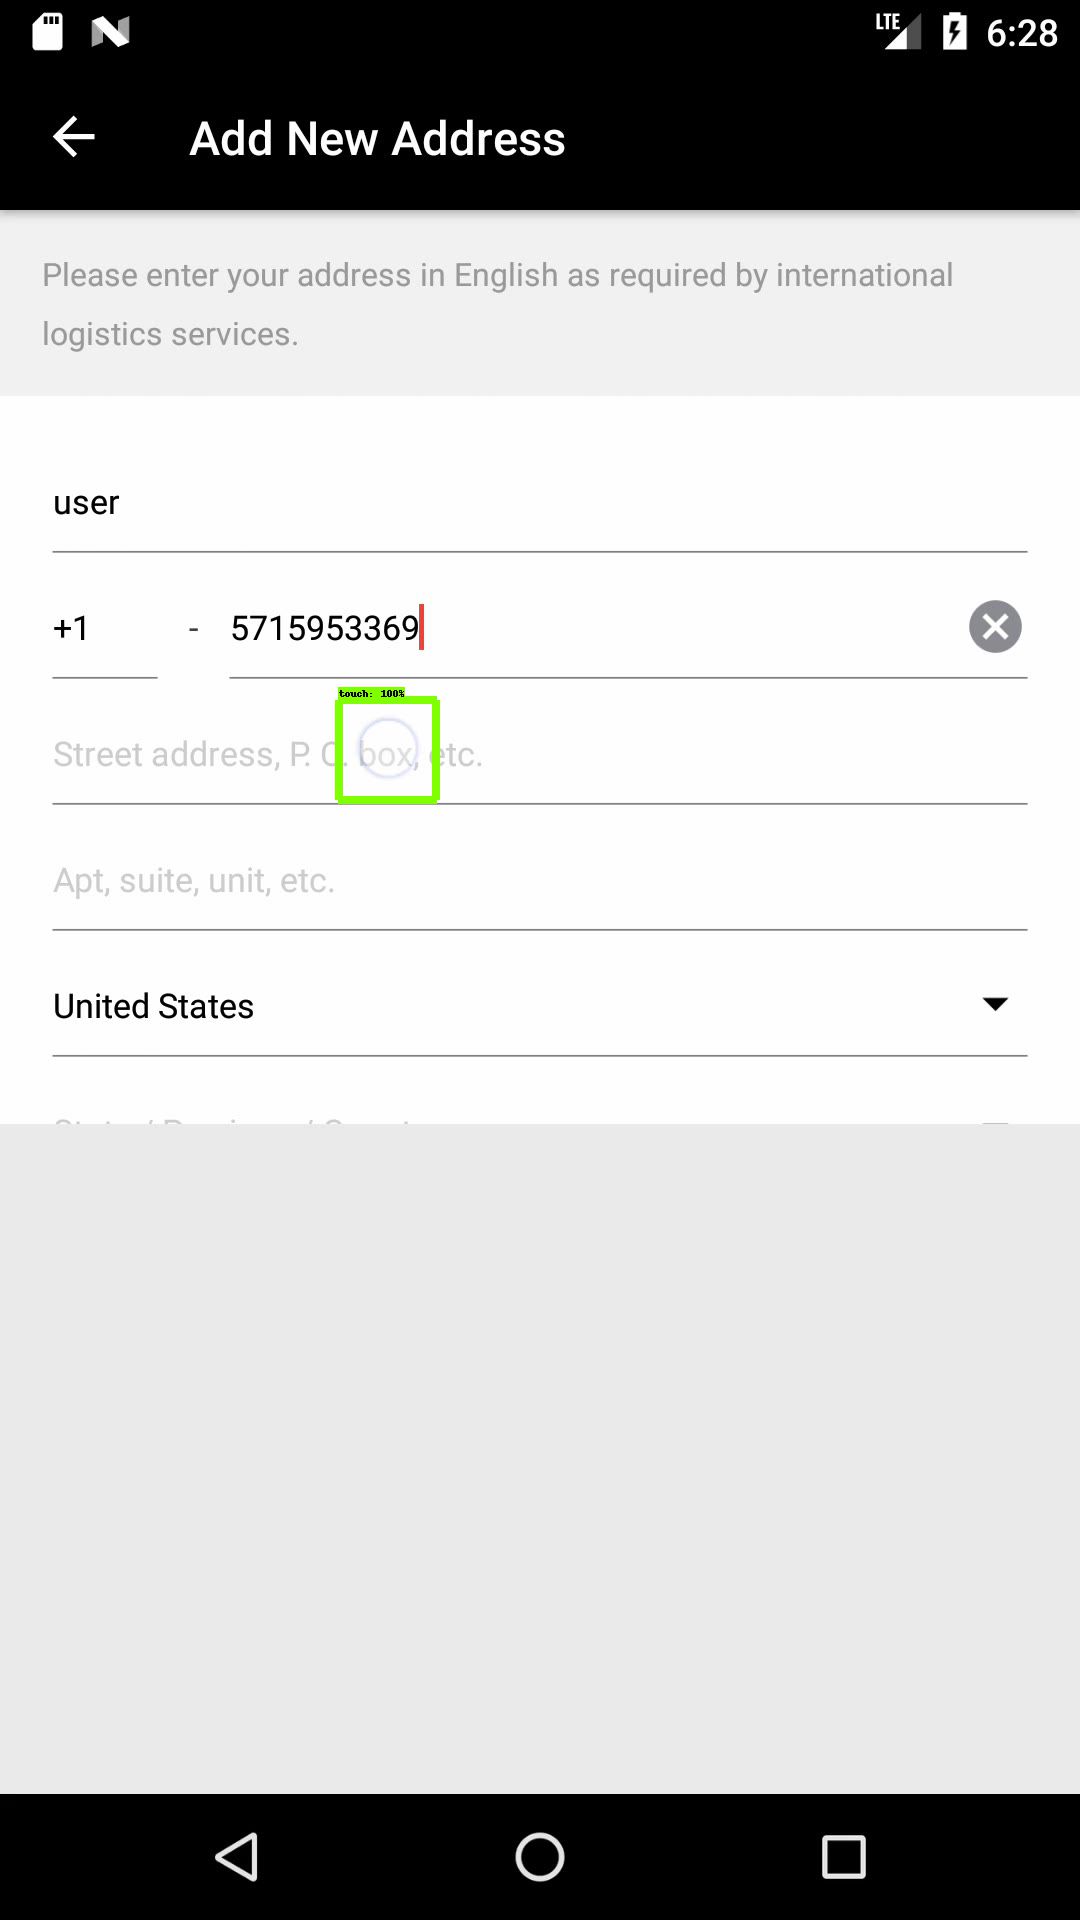 LTE 6:28
Add New Address
Please enter your address in English as required by international
logistics services.
user
+1 - 5715953369
touch: 100%
Street address, P. O. box, etc.
Apt, suite, unit, etc.
United States